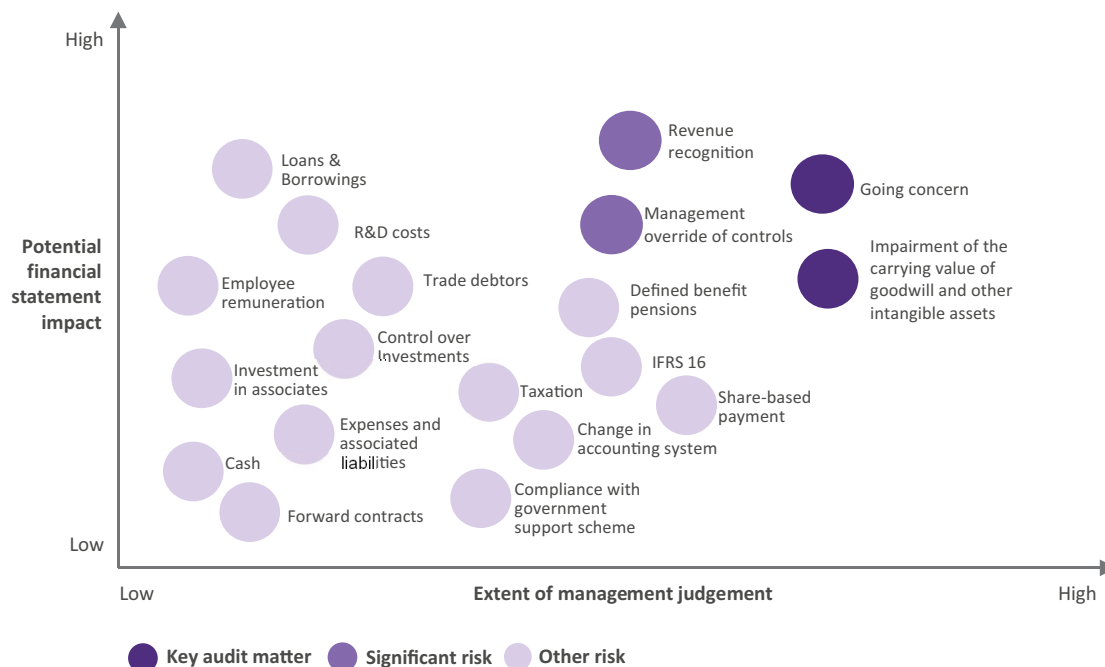 High
Revenue
recognition
Loans &
Borrowings
Going concern
Management
override of controls
R&D costs
Potential
financial
statement
impact
Impairment of the
carrying value of
goodwill and other
intangible assets
Employee
remuneration
Trade debtors
Defined benefit
pensions
Control over
Investments
IFRS 16
Investment
in associates
Taxation
Share-based
payment
Expenses and
associated
liabilities
Change in
accounting system
Cash
Compliance with
government
support scheme
Forward contracts
Low
Low
Extent of management judgement
High
Key audit matter
Significant risk
Other risk